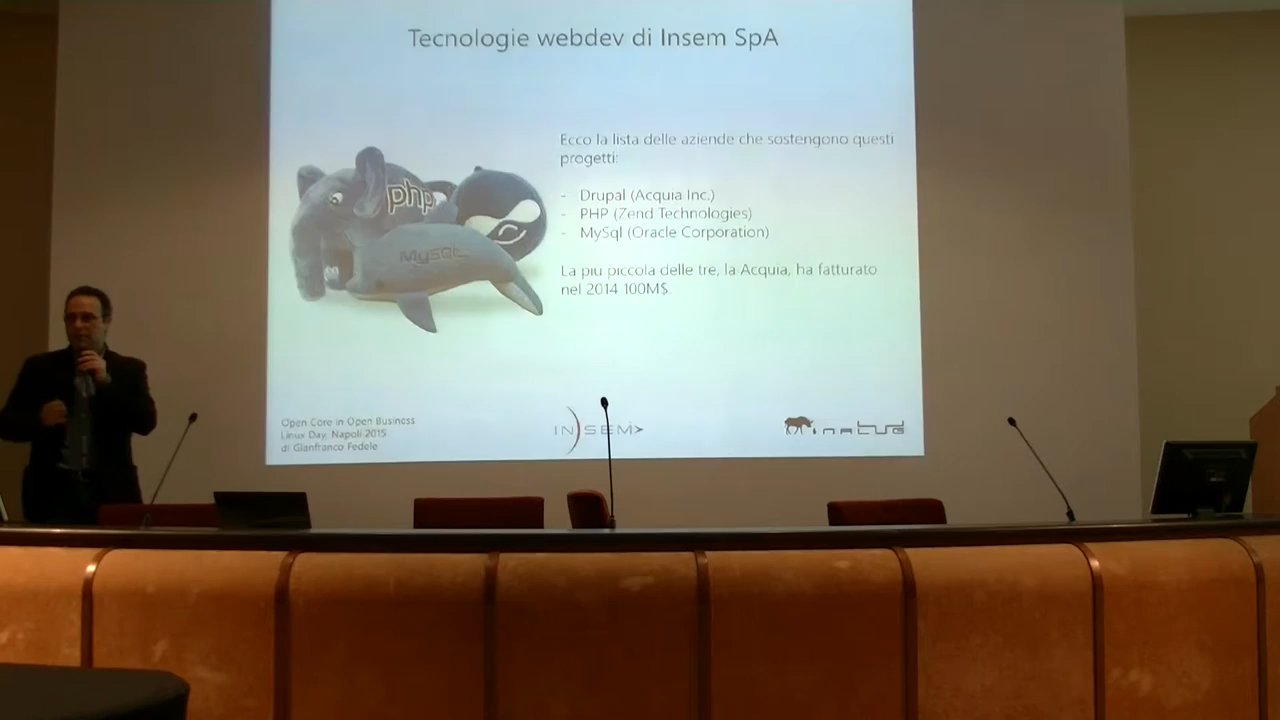 Tecnologie webdev di Insem SpA
Ecco la lista delle aziende che sostengono questi
progetti:
- Drupal (Acquia Inc.)
- PHP (Zend Technologies)
- MySql (Oracle Corporation)
La più piccola delle tre, la Acquia, ha fatturato
nel 2014 100M$.
php
MySQL
Open Core in Open Business
Linux Day, Napoli 2015
di Gianfranco Fedele
INSEM
inatud